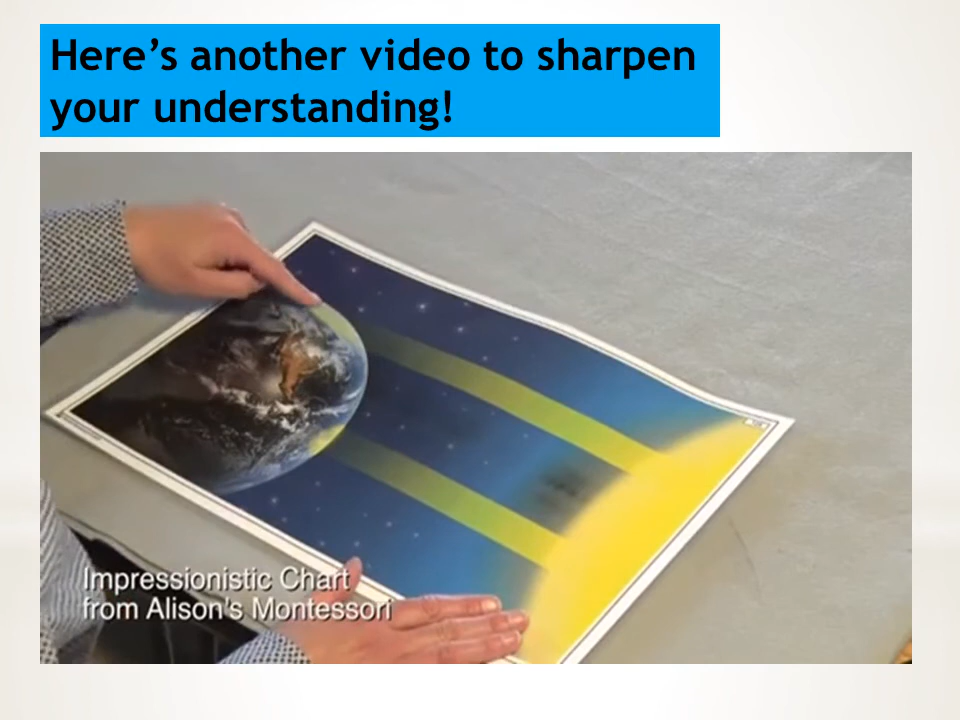 Here’s another video to sharpen
your understanding!
Impressionistic Chart
from Alison's Montessori